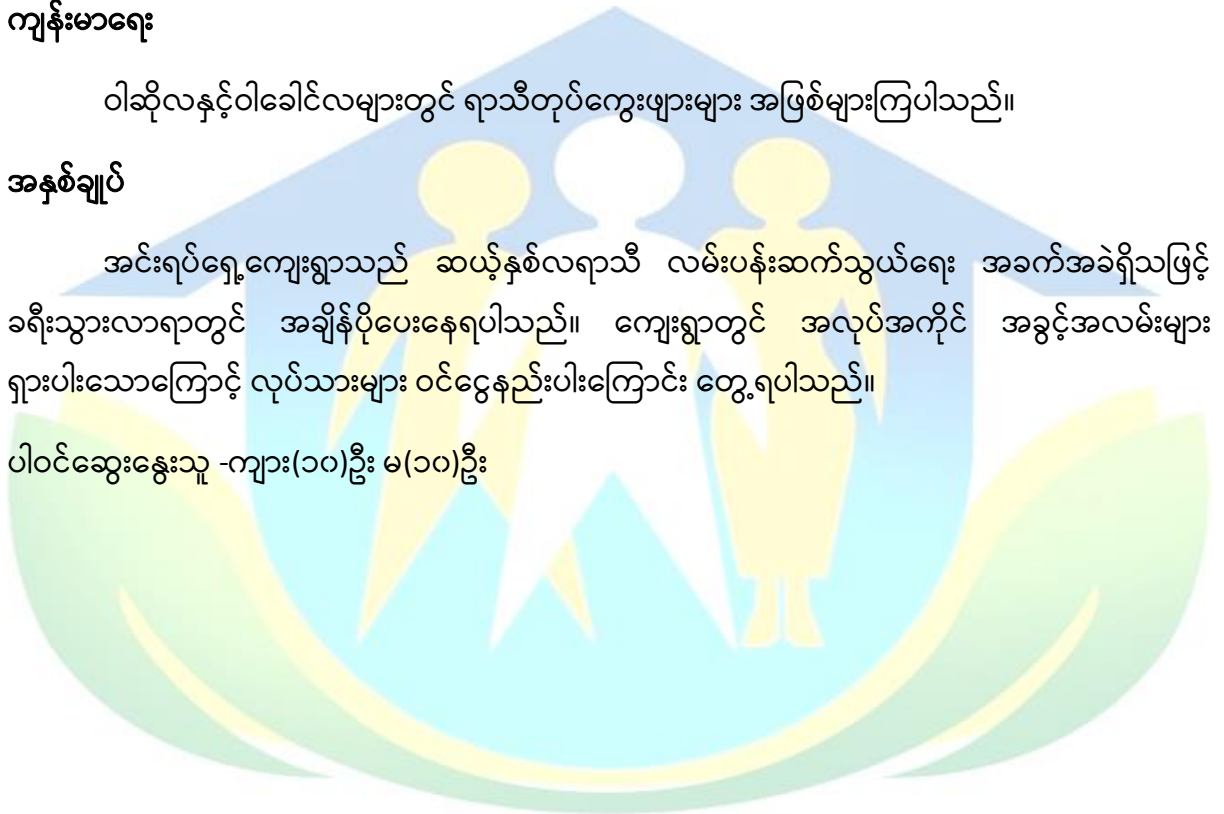 ကျန်းမာရေး
ဝါဆိုလနှင့်ဝါခေါင်လများတွင် ရာသီတုပ်ကွေးဖျားများ အဖြစ်များကြပါသည်။
အနှစ်ချုပ်
အင်းရပ်ရှေ့ကျေးရွာသည် ဆယ့်နှစ်လရာသီ လမ်းပန်းဆက်သွယ်ရေး အခက်အခဲရှိသဖြင့်
ခရီးသွားလာရာတွင် အချိန်ပိုပေးနေရပါသည်။ ကျေးရွာတွင် အလုပ်အကိုင် အခွင့်အလမ်းများ
ရှားပါးသောကြောင့် လုပ်သားများ ဝင်ငွေနည်းပါးကြောင်း တွေ့ရပါသည်။
ပါဝင်ဆွေးနွေးသူ -ကျား(၁၀)ဦး မ(၁၀)ဦး